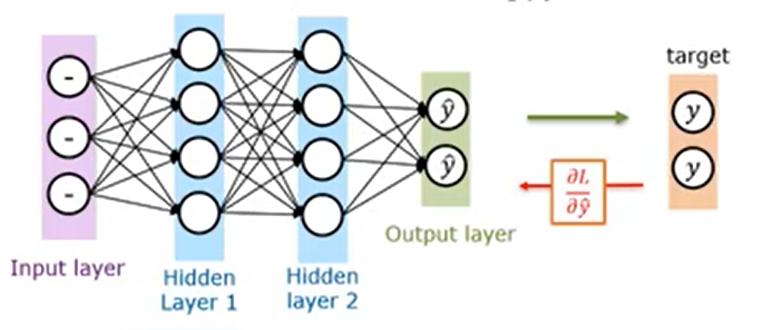 target
-
-
-
ŷ
ŷ
y
y
∂L
∂ŷ
Output layer
Input layer
Hidden
Layer 1
Hidden
layer 2